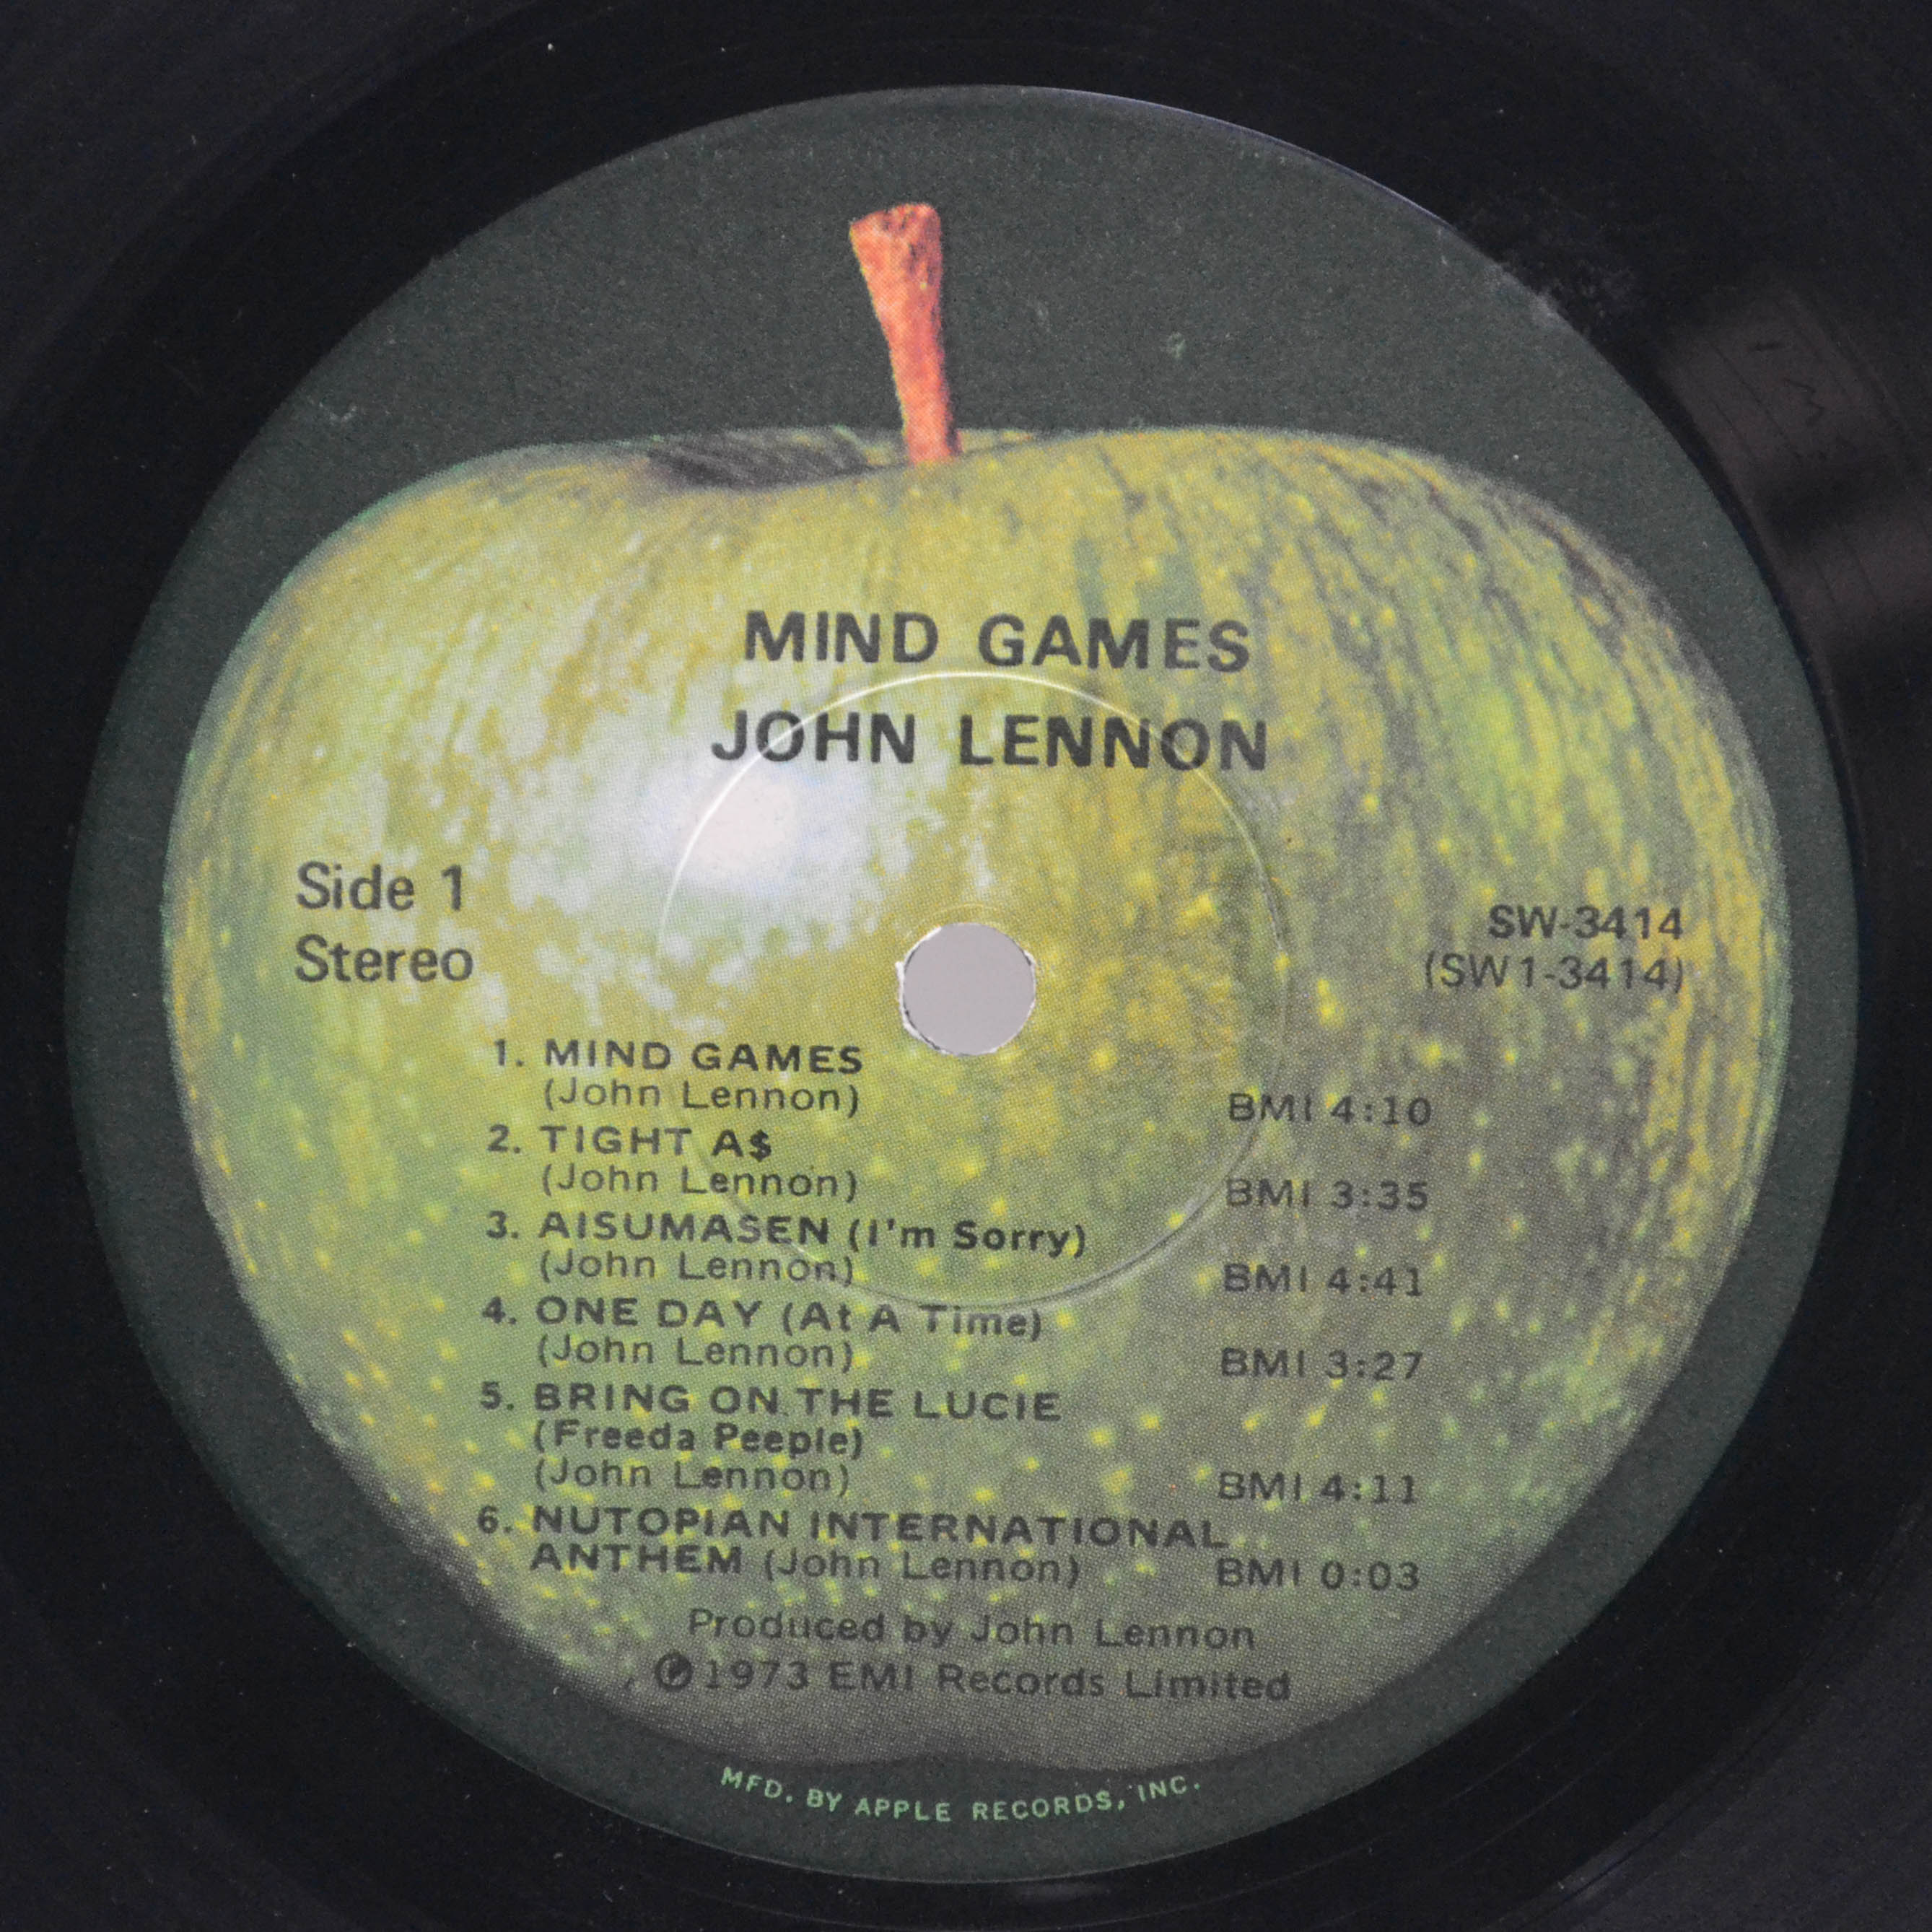 MIND GAMES
JOHN LENNON
Side 1
Stereo
SW-3414
(SW1-3414)
1. MIND GAMES
(John Lennon) BMI 4:10
2. TIGHT A$
(John Lennon) BMI 3:35
3. AISUMASEN (I'm Sorry)
(John Lennon) BMI 4:41
4. ONE DAY (At A Time)
(John Lennon) BMI 3:27
5. BRING ON THE LUCIE
(Freeda Peeple)
(John Lennon) BMI 4:11
6. NUTOPIAN INTERNATIONAL
ANTHEM (John Lennon) BMI 0:03
Produced by John Lennon
℗1973 EMI Records Limited
MFD. BY APPLE RECORDS, INC.